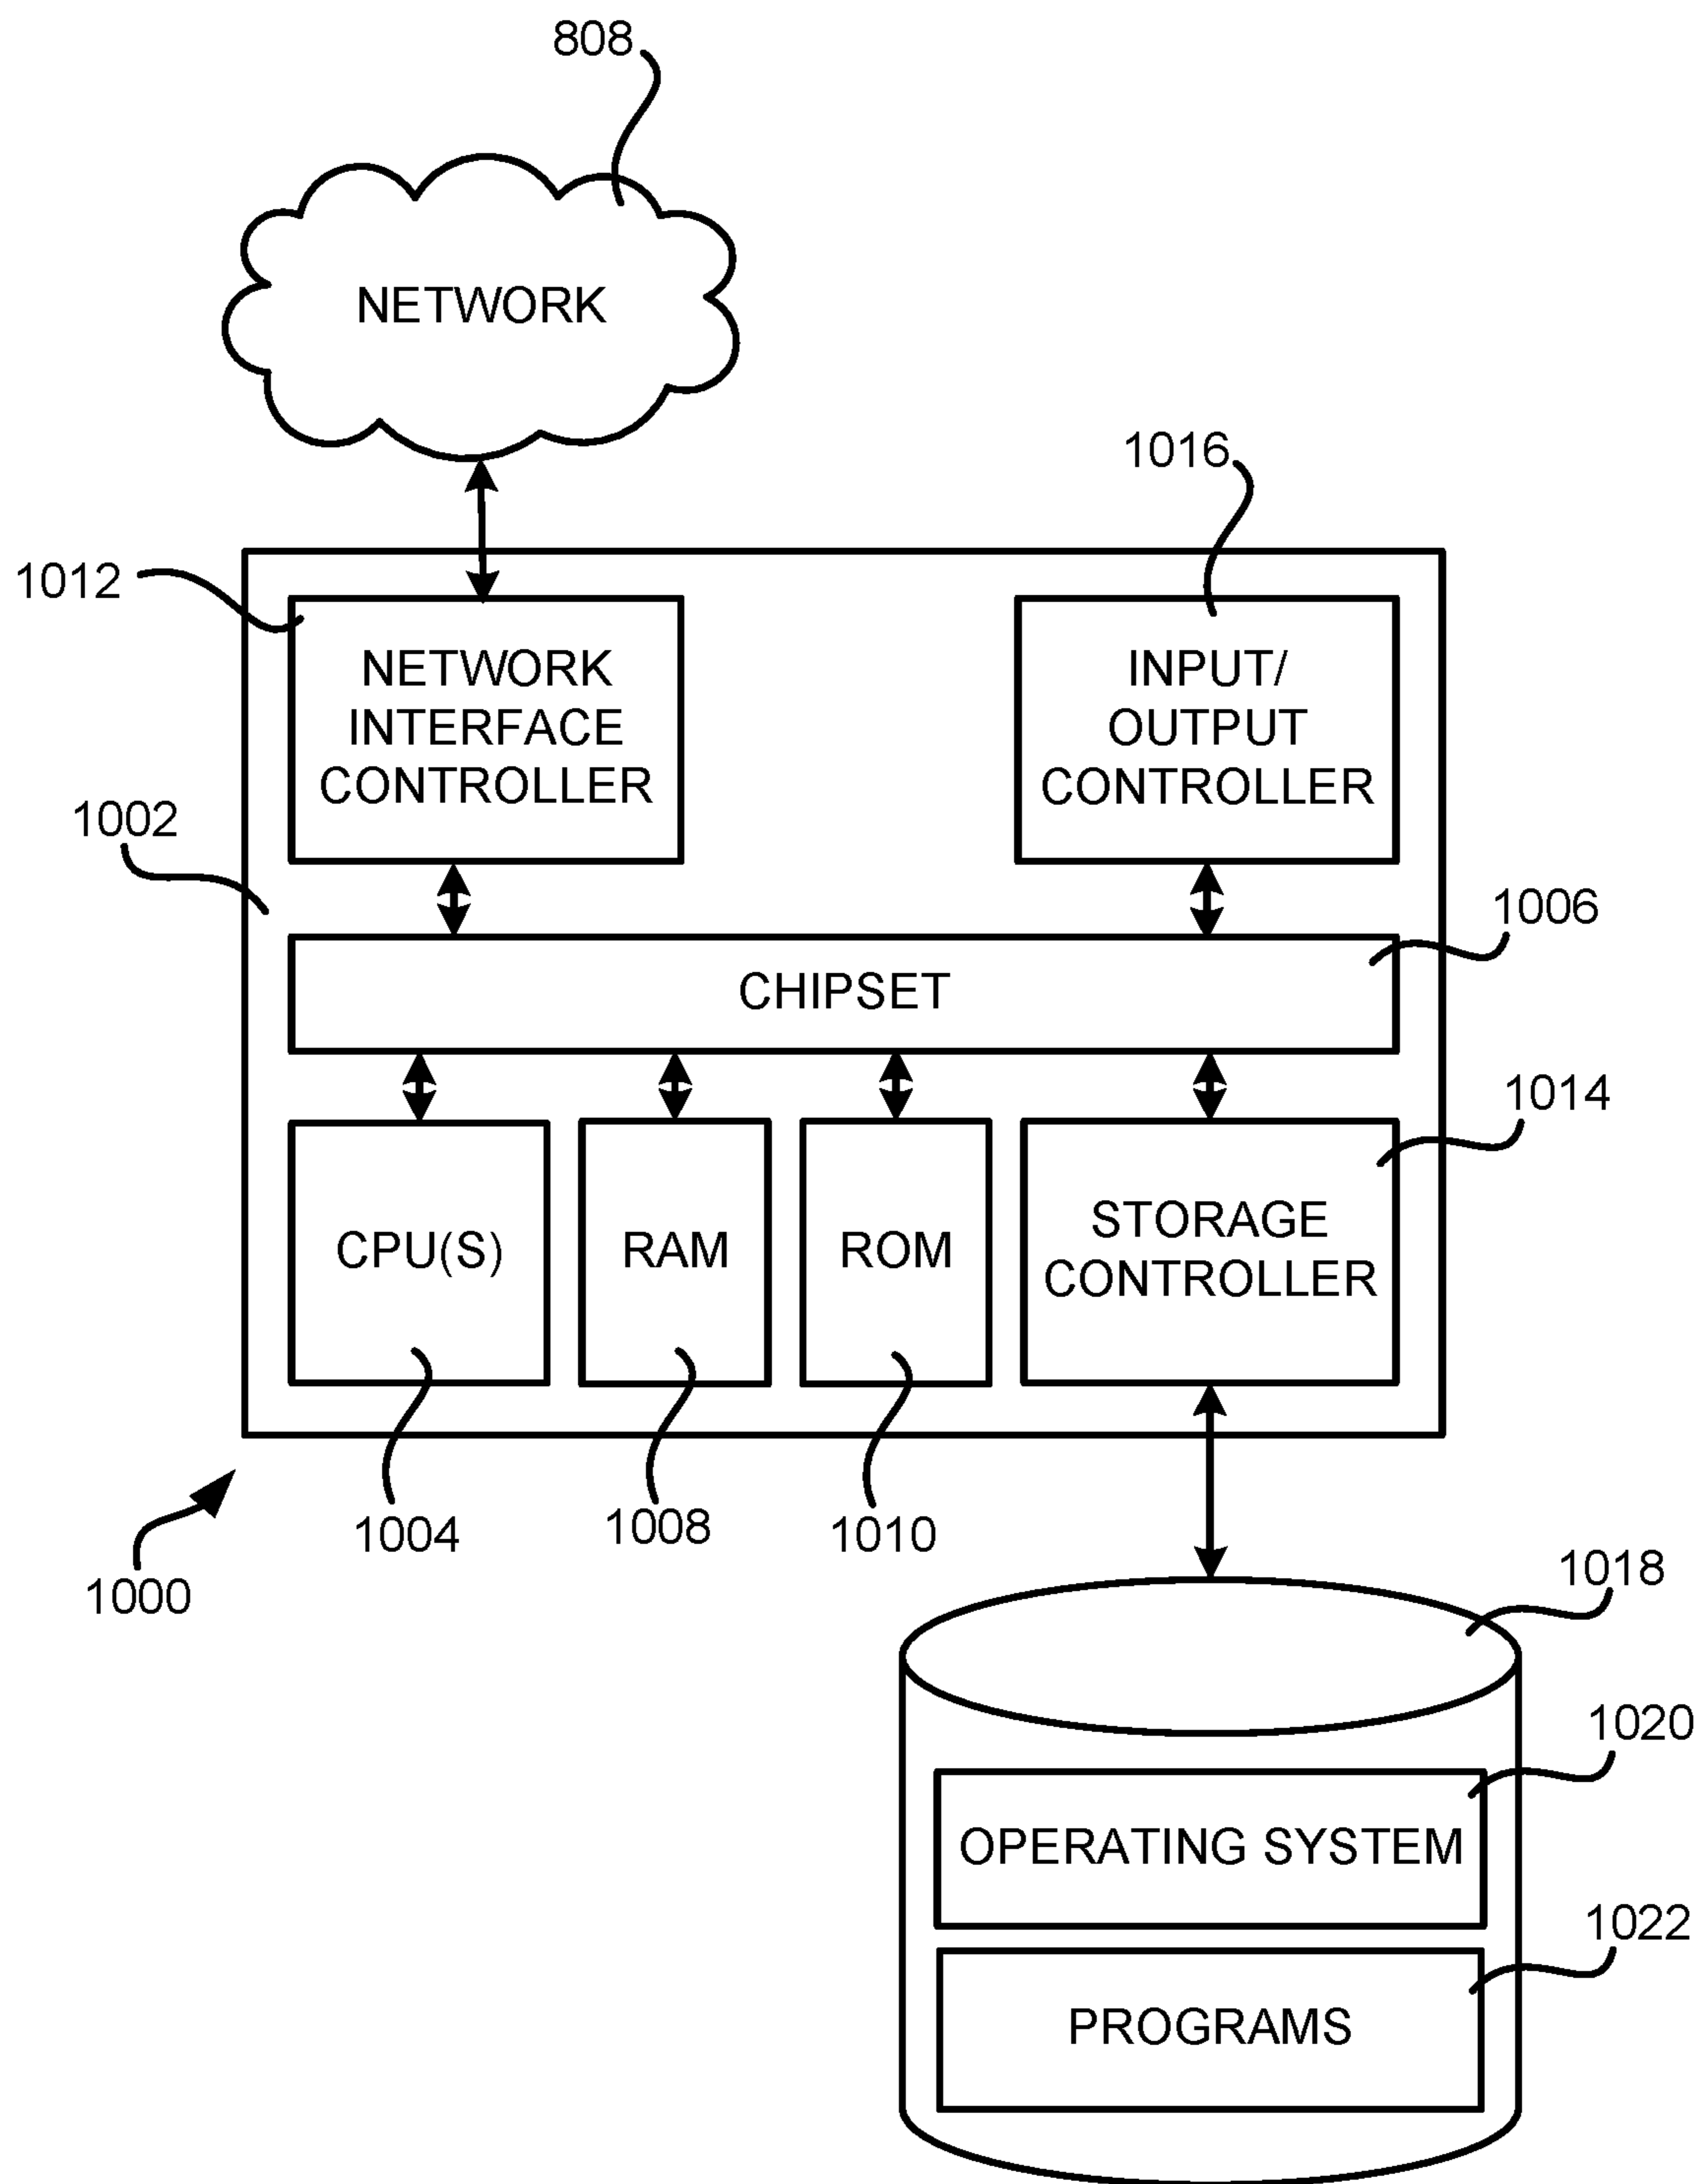 808
NETWORK
1016
1012
NETWORK
INTERFACE
CONTROLLER
INPUT/
OUTPUT
CONTROLLER
1002
1006
CHIPSET
1014
CPU(S)
RAM
ROM
STORAGE
CONTROLLER
1004
1008
1010
1000
1018
1020
OPERATING SYSTEM
1022
PROGRAMS